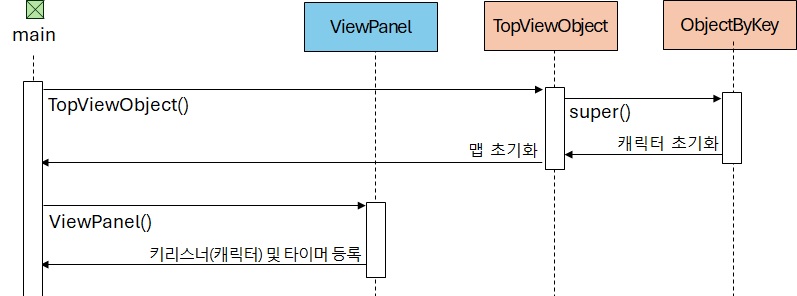 main
ViewPanel
TopViewObject
ObjectByKey
TopViewObject()
super()
캐릭터 초기화
맵 초기화
ViewPanel()
키리스너(캐릭터) 및 타이머 등록